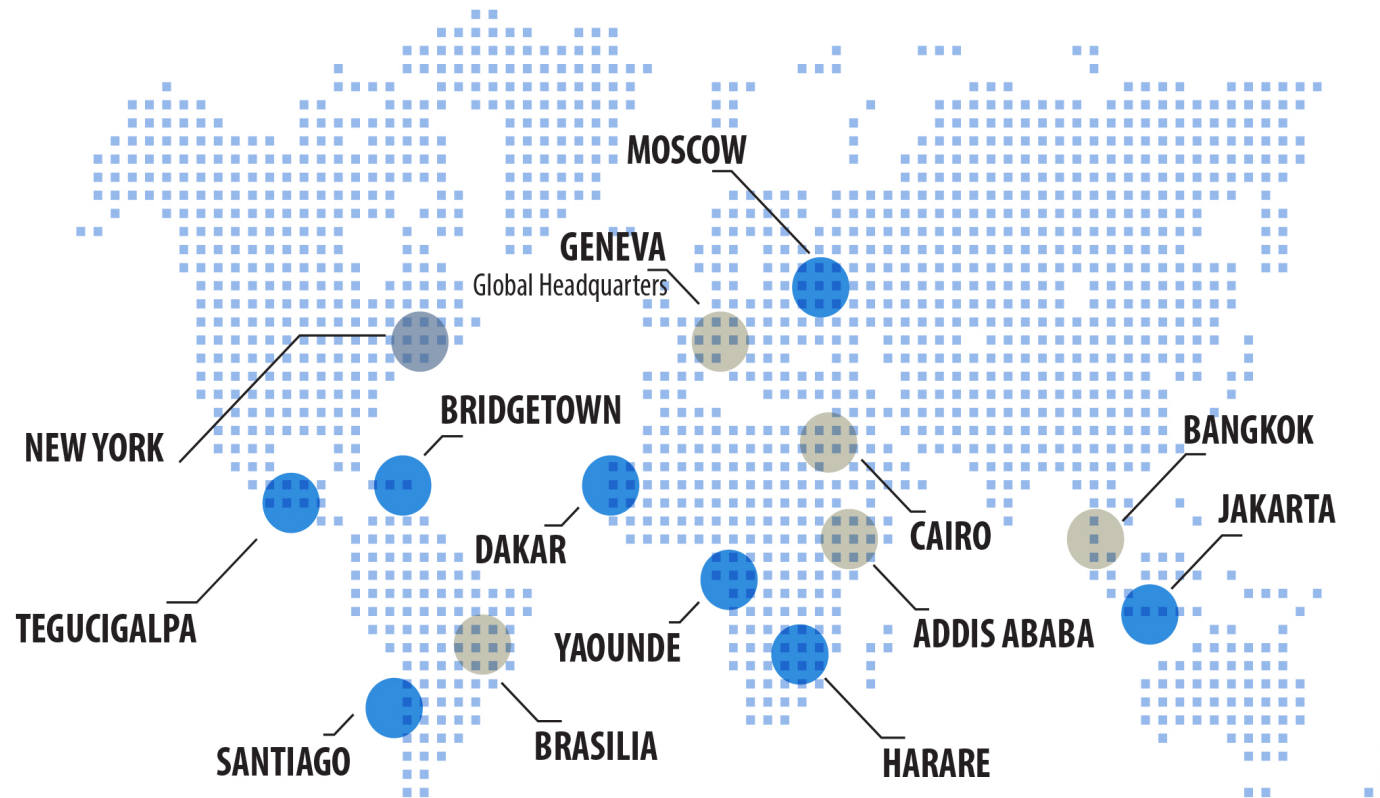 MOSCOW
GENEVA
Global Headquarters
BRIDGETOWN
NEW YORK
BANGKOK
JAKARTA
CAIRO
DAKAR
TEGUCIGALPA
YAOUNDE
ADDIS ABABA
BRASILIA
SANTIAGO
HARARE